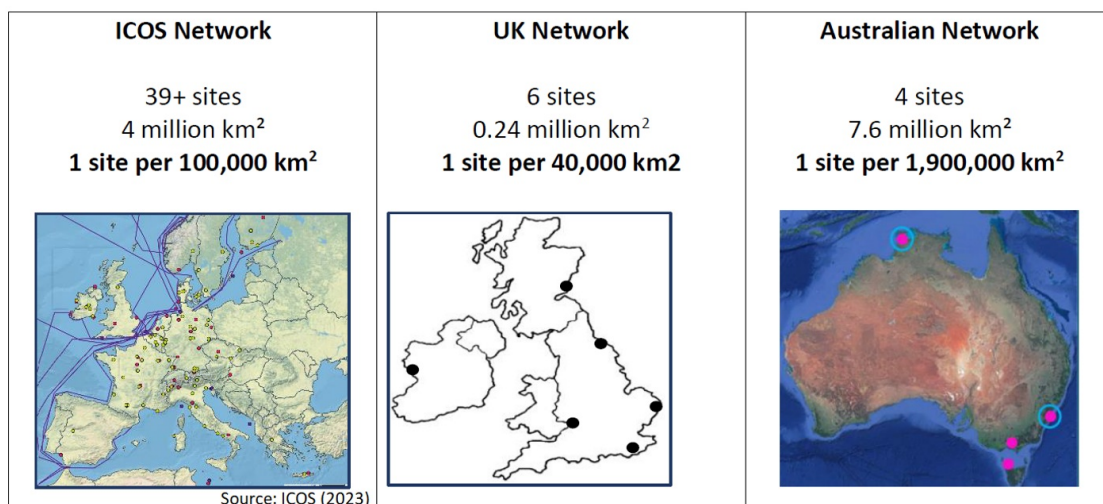 ICOS Network
39+ sites
4 million km²
1 site per 100,000 km²
Source: ICOS (2023)
UK Network
6 sites
0.24 million km²
1 site per 40,000 km2
Australian Network
4 sites
7.6 million km²
1 site per 1,900,000 km²